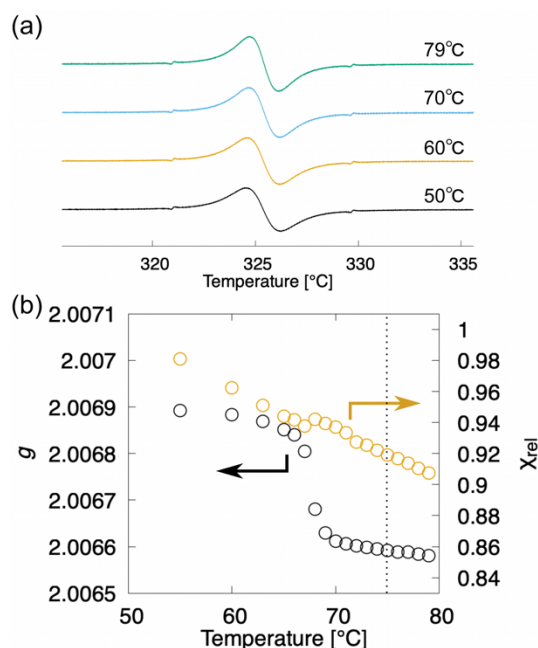 (a)
79°C
70°C
60°C
50°C
320 325 330 335
Temperature [°C]
(b)
2.0071
2.007
2.0069
2.0068
2.0067
2.0066
2.0065
g
1
0.98
0.96
0.94
0.92
0.9
0.88
0.86
0.84
χrel
50 60 70 80
Temperature [°C]